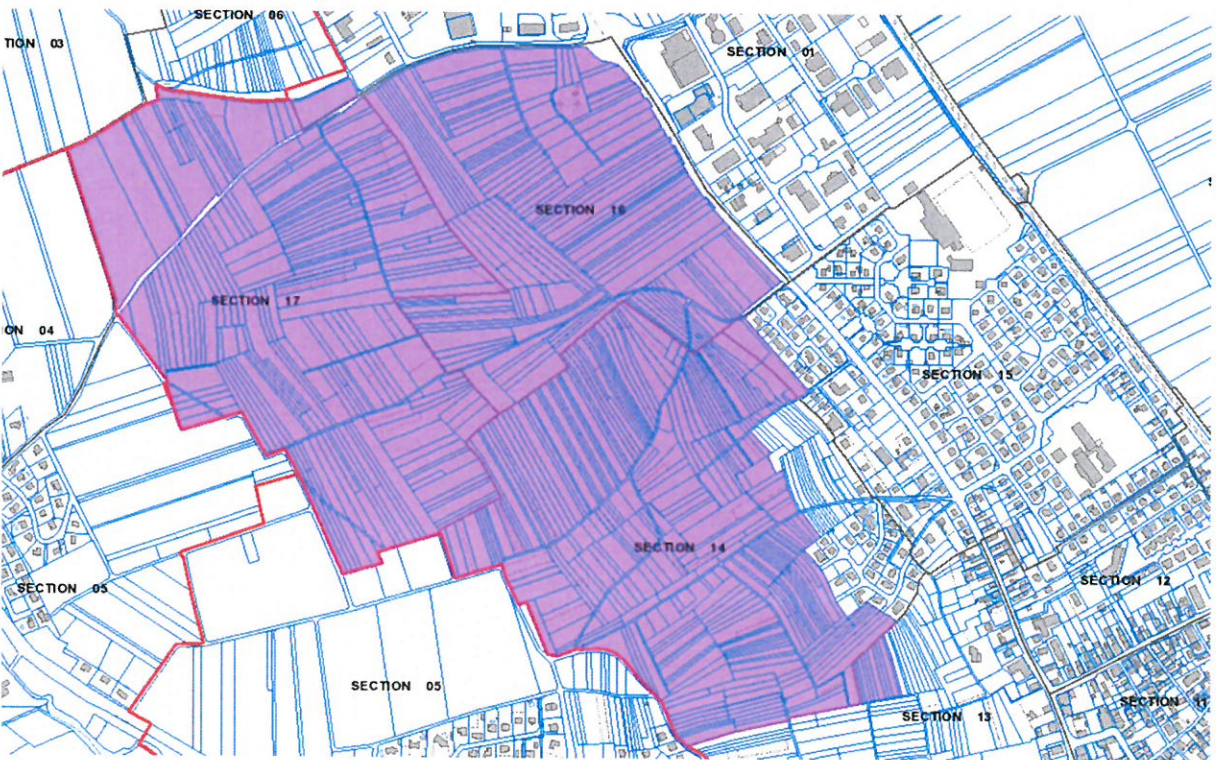 SECTION 06
TION 03
SECTION 01
SECTION 16
SECTION 17
ION 04
SECTION 15
SECTION 14
SECTION 05
SECTION 12
SECTION 05
SECTION 11
SECTION 13